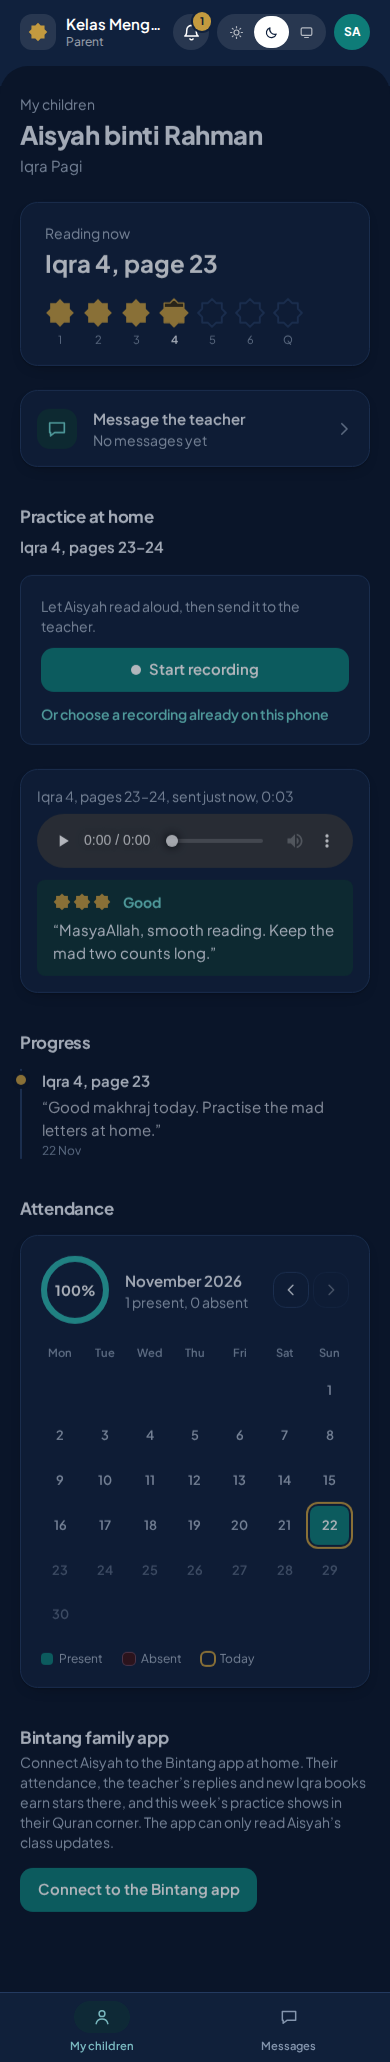 Kelas Meng...
Parent
1
SA
My children
Aisyah binti Rahman
Iqra Pagi
Reading now
Iqra 4, page 23
1 2 3 4 5 6 Q
Message the teacher
No messages yet
Practice at home
Iqra 4, pages 23–24
Let Aisyah read aloud, then send it to the
teacher.
Start recording
Or choose a recording already on this phone
Iqra 4, pages 23–24, sent just now, 0:03
0:00 / 0:00
Good
“MasyaAllah, smooth reading. Keep the
mad two counts long.”
Progress
Iqra 4, page 23
“Good makhraj today. Practise the mad
letters at home.”
22 Nov
Attendance
100%
November 2026
1 present, 0 absent
Mon Tue Wed Thu Fri Sat Sun
1
2 3 4 5 6 7 8
9 10 11 12 13 14 15
16 17 18 19 20 21 22
23 24 25 26 27 28 29
30
Present Absent Today
Bintang family app
Connect Aisyah to the Bintang app at home. Their
attendance, the teacher’s replies and new Iqra books
earn stars there, and this week’s practice shows in
their Quran corner. The app can only read Aisyah’s
class updates.
Connect to the Bintang app
My children
Messages